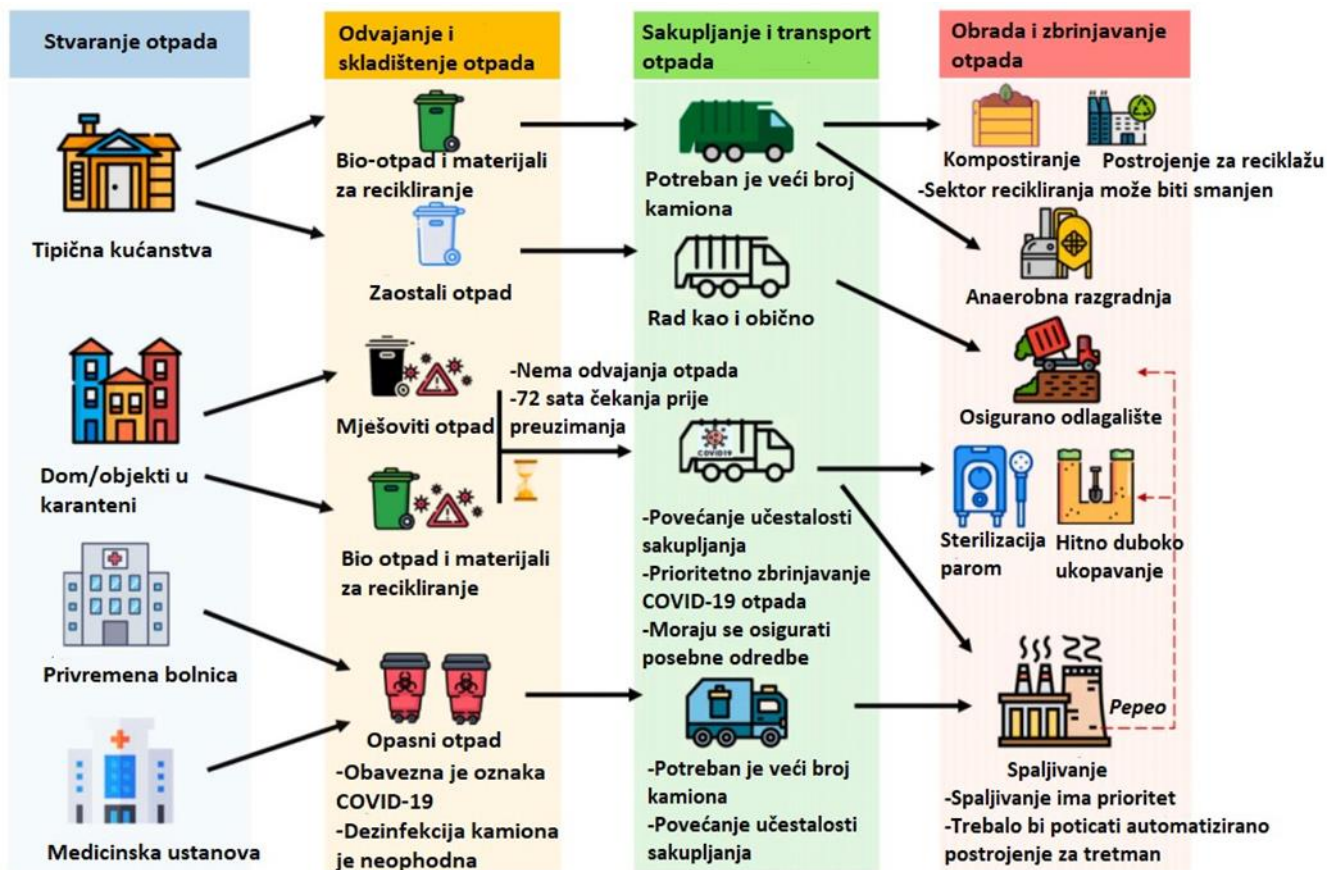 Stvaranje otpada
Odvajanje i
skladištenje otpada
Sakupljanje i transport
otpada
Obrada i zbrinjavanje
otpada
Tipična kućanstva
Dom/objekti u
karanteni
Privremena bolnica
Medicinska ustanova
Bio-otpad i materijali
za recikliranje
Zaostali otpad
Mješoviti otpad
Bio otpad i materijali
za recikliranje
Opasni otpad
-Obavezna je oznaka
COVID-19
-Dezinfekcija kamiona
je neophodna
-Nema odvajanja otpada
-72 sata čekanja prije
preuzimanja
Potreban je veći broj
kamiona
Rad kao i obično
COVID19
-Povećanje učestalosti
sakupljanja
-Prioritetno zbrinjavanje
COVID-19 otpada
-Moraju se osigurati
posebne odredbe
-Potreban je veći broj
kamiona
-Povećanje učestalosti
sakupljanja
Kompostiranje
Postrojenje za reciklažu
-Sektor recikliranja može biti smanjen
Anaerobna razgradnja
Osigurano odlagalište
Sterilizacija
parom
Hitno duboko
ukopavanje
Pepeo
Spaljivanje
-Spaljivanje ima prioritet
-Trebalo bi poticati automatizirano
postrojenje za tretman